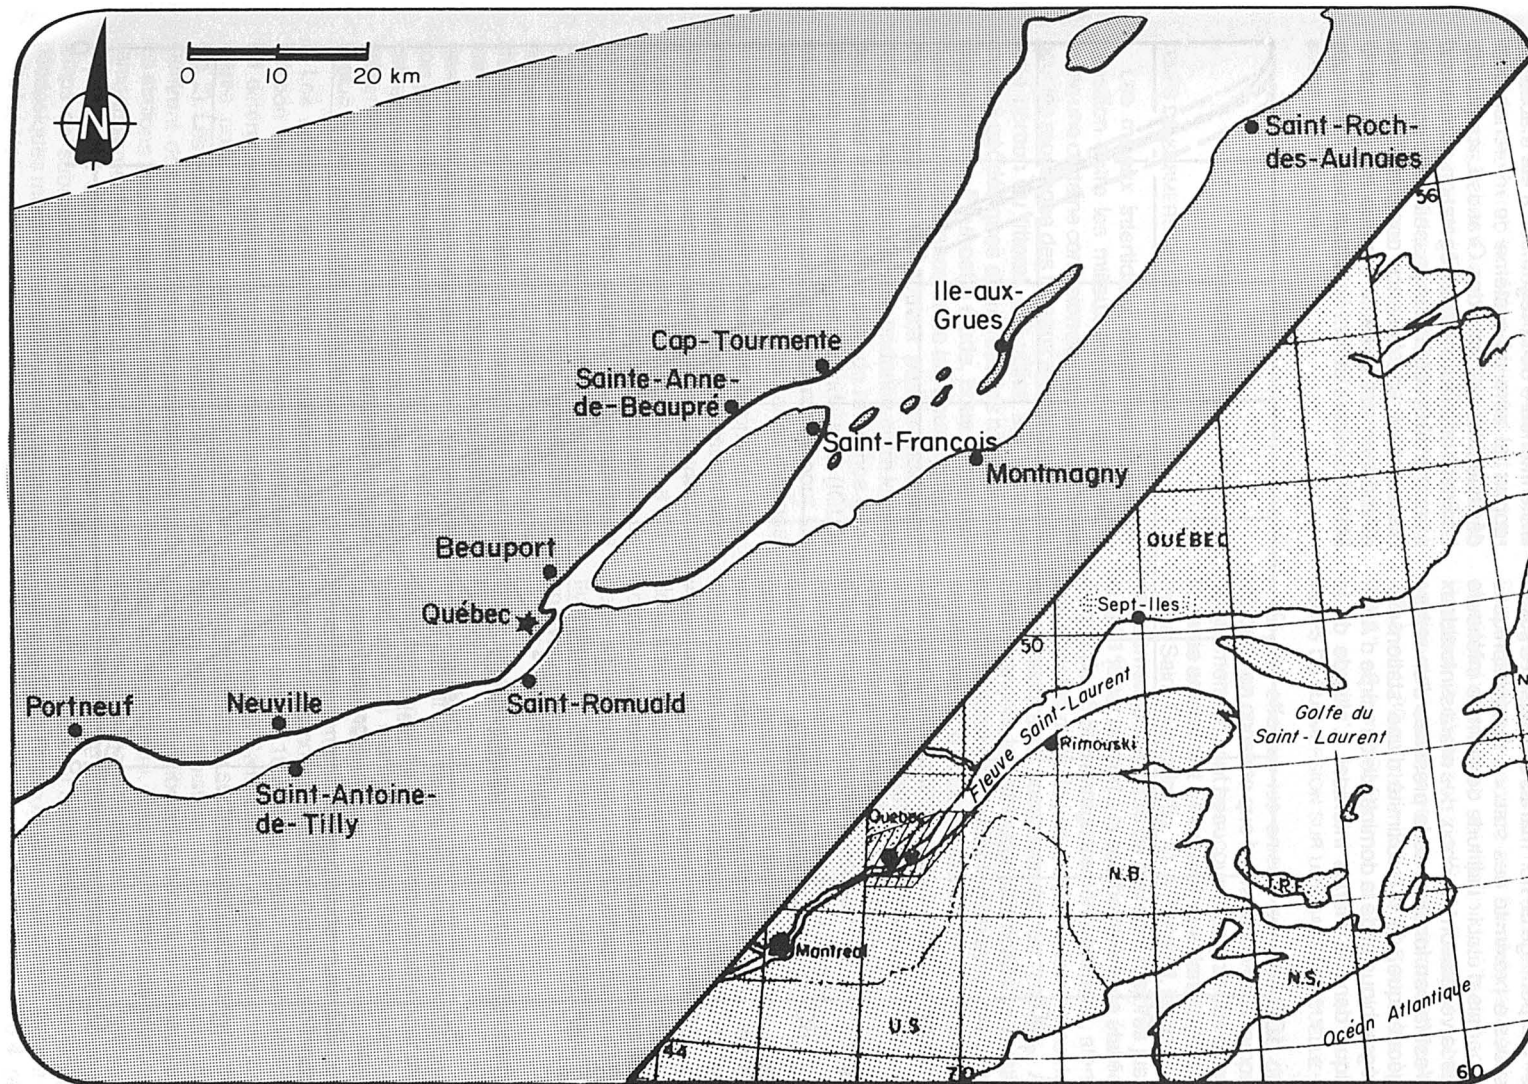 0 10 20 km
N
Saint-Roch-
des-Aulnaies
56
Ile-aux-
Grues
Cap-Tourmente
Sainte-Anne-
de-Beaupré
Saint-François
Montmagny
Beauport
QUÉBEC
Québec
Sept-Iles
50
Portneuf
Neuville
Saint-Romuald
Fleuve Saint-Laurent
Golfe du
Saint-Laurent
Rimouski
Saint-Antoine-
de-Tilly
Québec
N.B.
I.P.E.
Montreal
N.S.
U.S.
Océan Atlantique
44
70
60